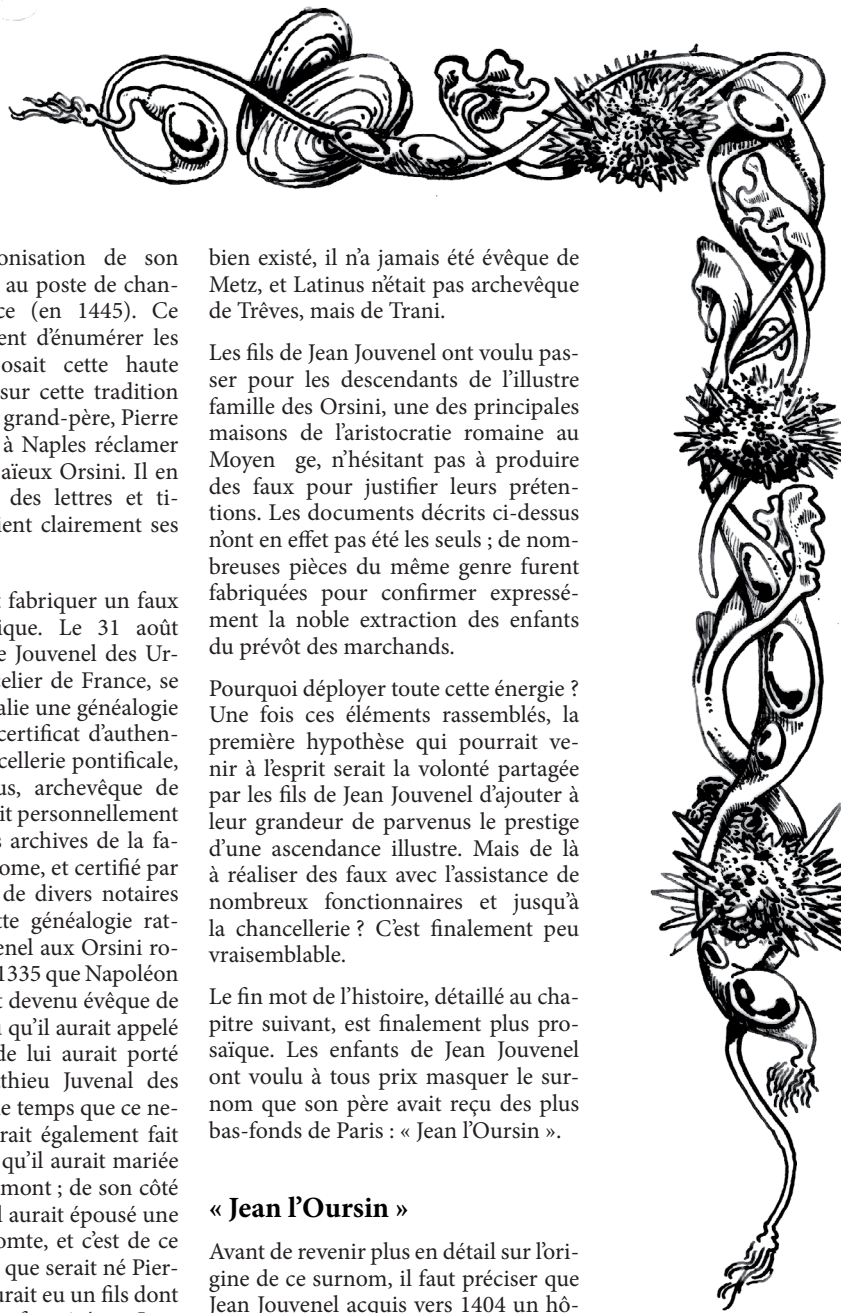 onisation de son
au poste de chan-
ce (en 1445). Ce
ent d'énumérer les
osait cette haute
sur cette tradition
grand-père, Pierre
à Naples réclamer
aïeux Orsini. Il en
des lettres et ti-
ient clairement ses
t fabriquer un faux
ique. Le 31 août
e Jouvenel des Ur-
elier de France, se
alie une généalogie
certificat d'authen-
cellerie pontificale,
us, archevêque de
it personnellement
s archives de la fa-
ome, et certifié par
de divers notaires
tte généalogie rat-
enel aux Orsini ro-
1335 que Napoléon
t devenu évêque de
u qu'il aurait appelé
de lui aurait porté
thieu Juvenal des
e temps que ce ne-
rait également fait
qu'il aurait mariée
mont ; de son côté
l aurait épousé une
omte, et c'est de ce
que serait né Pier-
urait eu un fils dont
bien existé, il n'a jamais été évêque de
Metz, et Latinus n'était pas archevêque
de Trêves, mais de Trani.
Les fils de Jean Jouvenel ont voulu pas-
ser pour les descendants de l'illustre
famille des Orsini, une des principales
maisons de l'aristocratie romaine au
Moyen ge, n'hésitant pas à produire
des faux pour justifier leurs préten-
tions. Les documents décrits ci-dessus
n'ont en effet pas été les seuls ; de nom-
breuses pièces du même genre furent
fabriquées pour confirmer expressé-
ment la noble extraction des enfants
du prévôt des marchands.
Pourquoi déployer toute cette énergie ?
Une fois ces éléments rassemblés, la
première hypothèse qui pourrait ve-
nir à l'esprit serait la volonté partagée
par les fils de Jean Jouvenel d'ajouter à
leur grandeur de parvenus le prestige
d'une ascendance illustre. Mais de là
à réaliser des faux avec l'assistance de
nombreux fonctionnaires et jusqu'à
la chancellerie ? C'est finalement peu
vraisemblable.
Le fin mot de l'histoire, détaillé au cha-
pitre suivant, est finalement plus pro-
saïque. Les enfants de Jean Jouvenel
ont voulu à tous prix masquer le sur-
nom que son père avait reçu des plus
bas-fonds de Paris : « Jean l'Oursin ».
« Jean l'Oursin »
Avant de revenir plus en détail sur l'ori-
gine de ce surnom, il faut préciser que
Jean Jouvenel acquis vers 1404 un hô-